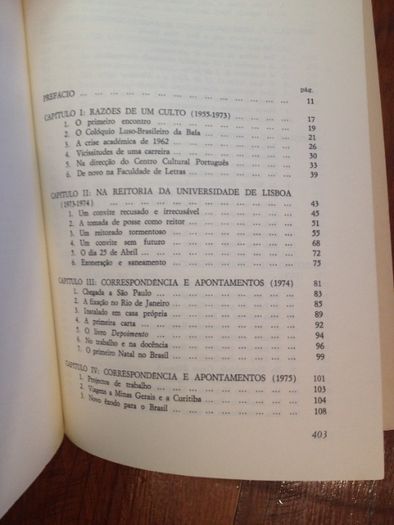 pág.
PREFÁCIO ... ... ... ... ... ... ... ... ... ... ... ... ... 11
CAPÍTULO I: RAZÕES DE UM CULTO (1955-1973) 17
1. O primeiro encontro ... ... ... ... ... ... ... ... 19
2. O Colóquio Luso-Brasileiro da Baía ... ... ... ... 21
3. A crise académica de 1962 ... ... ... ... ... ... 26
4. Vicissitudes de uma carreira ... ... ... ... ... ... 30
5. Na direcção do Centro Cultural Português ... ... ... 33
6. De novo na Faculdade de Letras ... ... ... ... ... 39
CAPÍTULO II: NA REITORIA DA UNIVERSIDADE DE LISBOA
(1973-1974) ... ... ... ... ... ... ... ... ... ... ... 43
1. Um convite recusado e irrecusável ... ... ... ... 45
2. A tomada de posse como reitor ... ... ... ... ... 51
3. Um reitorado tormentoso ... ... ... ... ... ... 55
4. Um convite sem futuro ... ... ... ... ... ... ... 68
5. O dia 25 de Abril ... ... ... ... ... ... ... ... 72
6. Exoneração e saneamento ... ... ... ... ... ... 75
CAPÍTULO III: CORRESPONDÊNCIA E APONTAMENTOS (1974) 81
1. Chegada a São Paulo ... ... ... ... ... ... ... 83
2. A fixação no Rio de Janeiro ... ... ... ... ... ... 85
3. Instalado em casa própria ... ... ... ... ... ... 89
4. A primeira carta ... ... ... ... ... ... ... ... 92
5. O livro Depoimento ... ... ... ... ... ... ... 94
6. No trabalho e na docência ... ... ... ... ... ... 96
7. O primeiro Natal no Brasil ... ... ... ... ... ... 99
CAPÍTULO IV: CORRESPONDÊNCIA E APONTAMENTOS (1975) 101
1. Projectos de trabalho ... ... ... ... ... ... ... 103
2. Viagens a Minas Gerais e a Curitiba ... ... ... ... 104
3. Novo êxodo para o Brasil ... ... ... ... ... ... 108
403